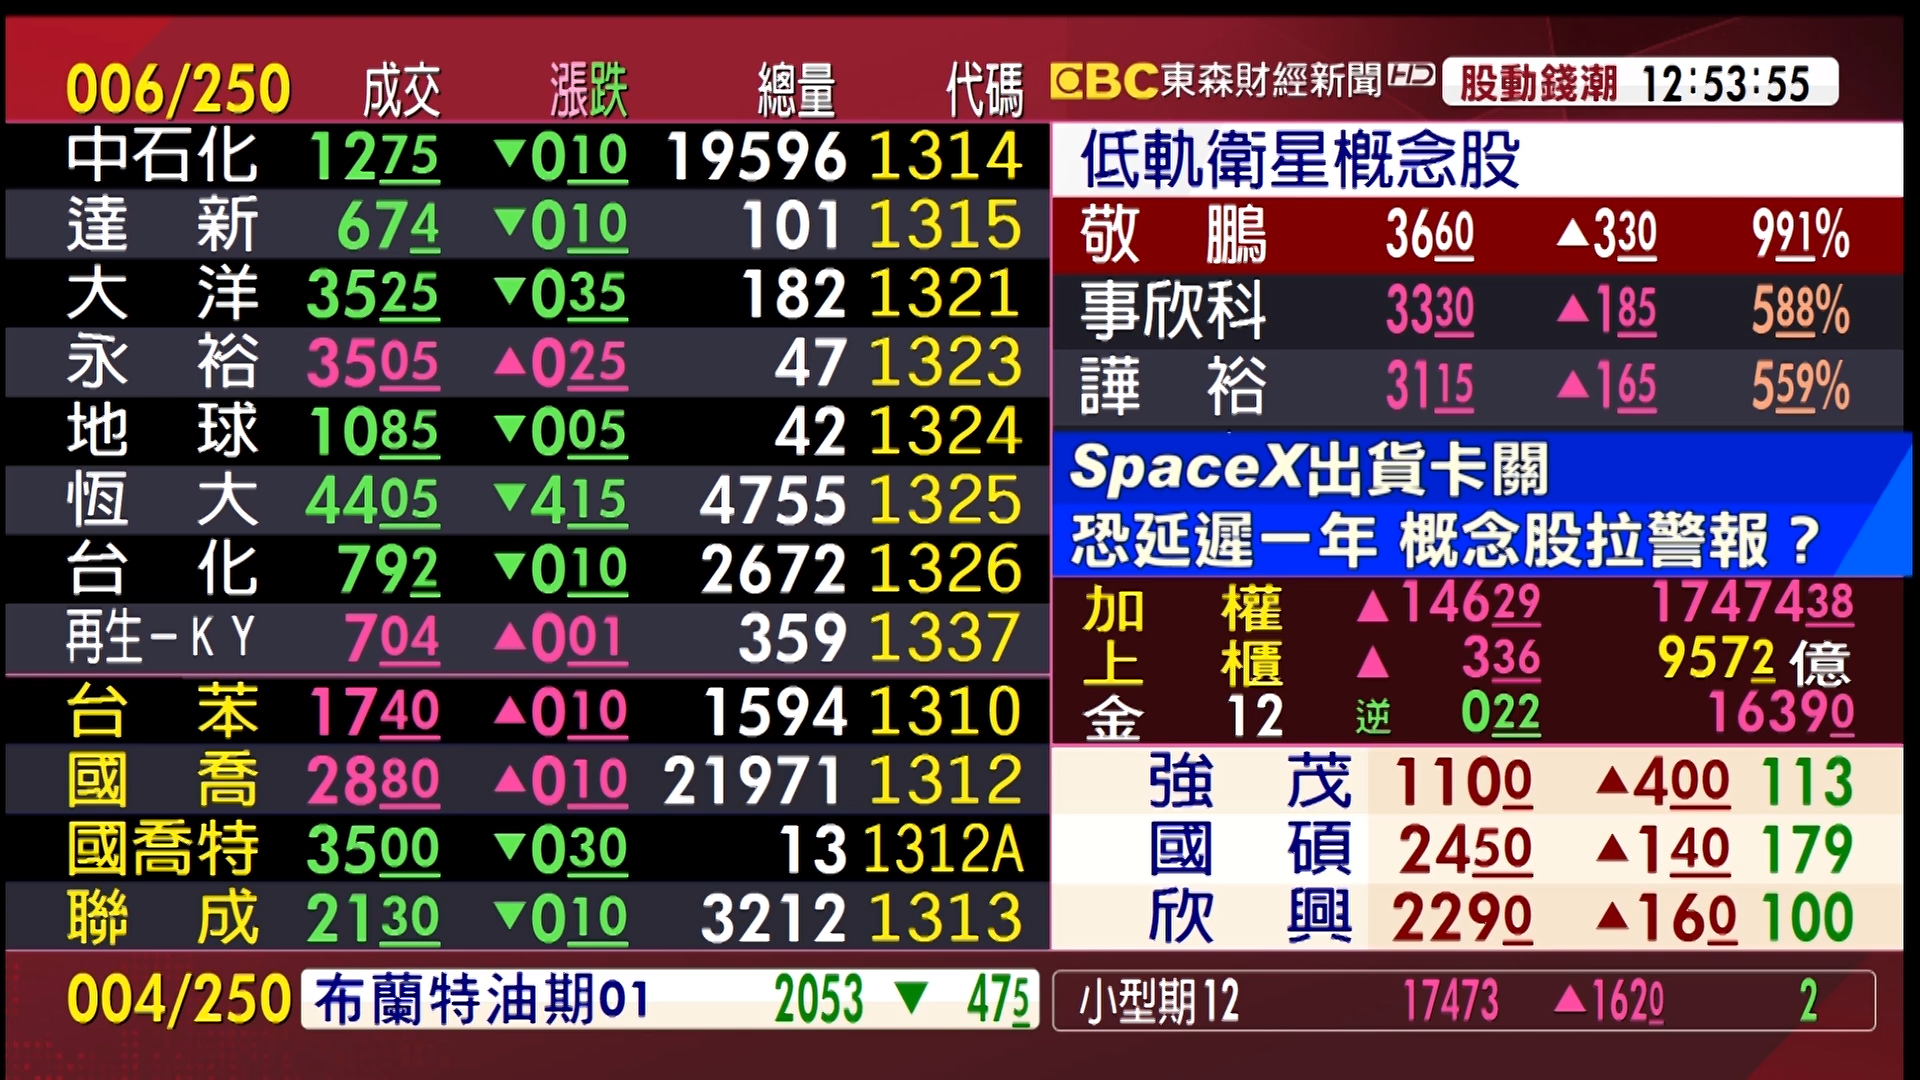 006/250 成交 漲跌 總量 代碼
中石化 1275 ▼010 19596 1314
達新 674 ▼010 101 1315
大洋 3525 ▼035 182 1321
永裕 3505 ▲025 47 1323
地球 1085 ▼005 42 1324
恆大 4405 ▼415 4755 1325
台化 792 ▼010 2672 1326
再生-KY 704 ▲001 359 1337
台苯 1740 ▲010 1594 1310
國喬 2880 ▲010 21971 1312
國喬特 3500 ▼030 13 1312A
聯成 2130 ▼010 3212 1313
EBC東森財經新聞HD 股動錢潮 12:53:55
低軌衛星概念股
敬鵬 3660 ▲330 991%
事欣科 3330 ▲185 588%
譁裕 3115 ▲165 559%
SpaceX出貨卡關
恐延遲一年 概念股拉警報？
加權 ▲14629 1747438
上櫃 ▲336 9572億
金12 逆 022 16390
強茂 1100 ▲400 113
國碩 2450 ▲140 179
欣興 2290 ▲160 100
004/250 布蘭特油期01 2053 ▼ 475
小型期12 17473 ▲1620 2